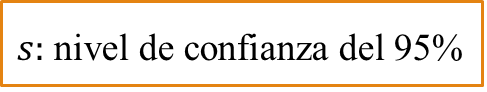 s: nivel de confianza del 95%